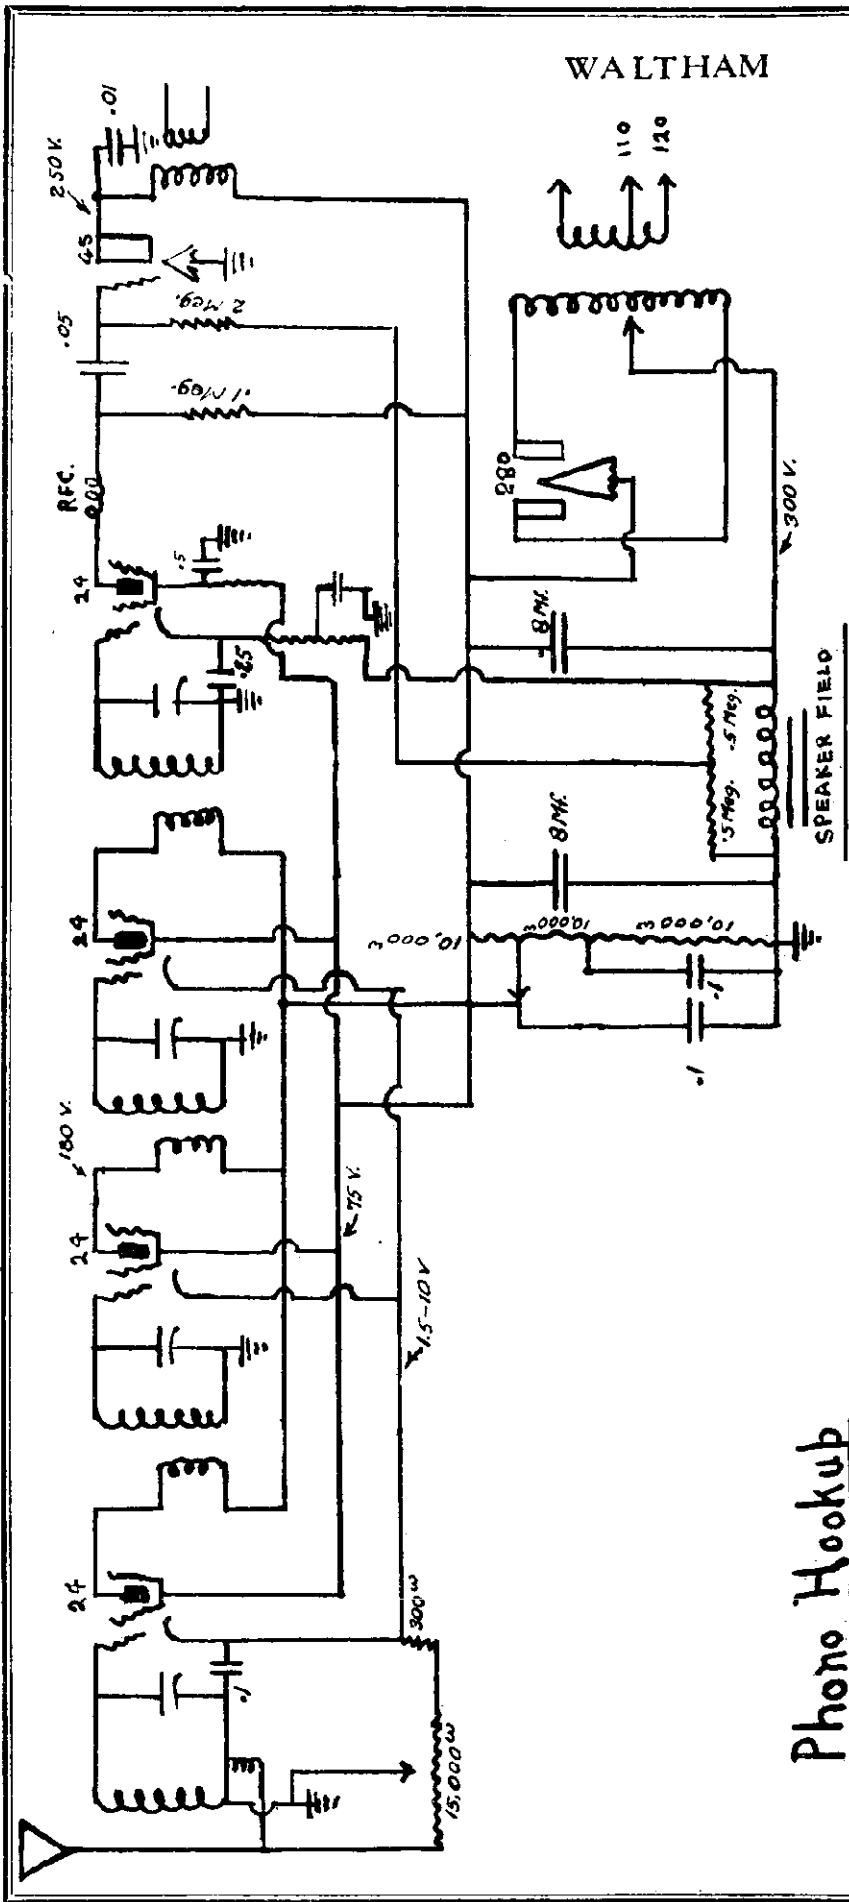 WALTHAM
.01
250 V.
45
110
120
.05
2 Meg.
.1 Meg.
RFC.
280
300 V.
24
.5
.25
8 Mf.
.5 Meg. .5 Meg.
SPEAKER FIELD
8 Mf.
24
10,000 ω
10,000 ω
10,000 ω
.1
.1
180 V.
24
75 V.
1.5-10 V
24
.1
300 ω
15,000 ω
Phono Hookup